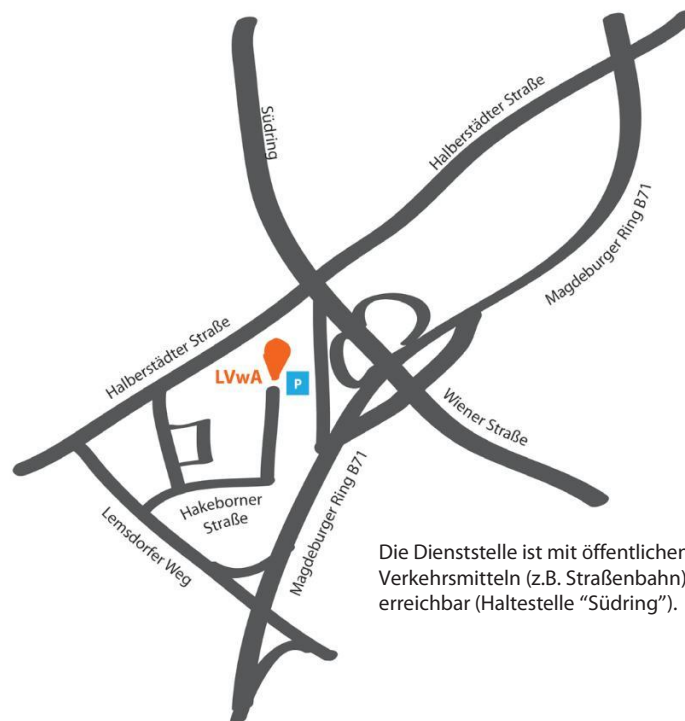 Südring
Halberstädter Straße
Magdeburger Ring B71
Halberstädter Straße
LVwA
P
Wiener Straße
Hakeborner
Straße
Magdeburger Ring B71
Lemsdorfer Weg
Die Dienststelle ist mit öffentlichen
Verkehrsmitteln (z.B. Straßenbahn)
erreichbar (Haltestelle “Südring”).